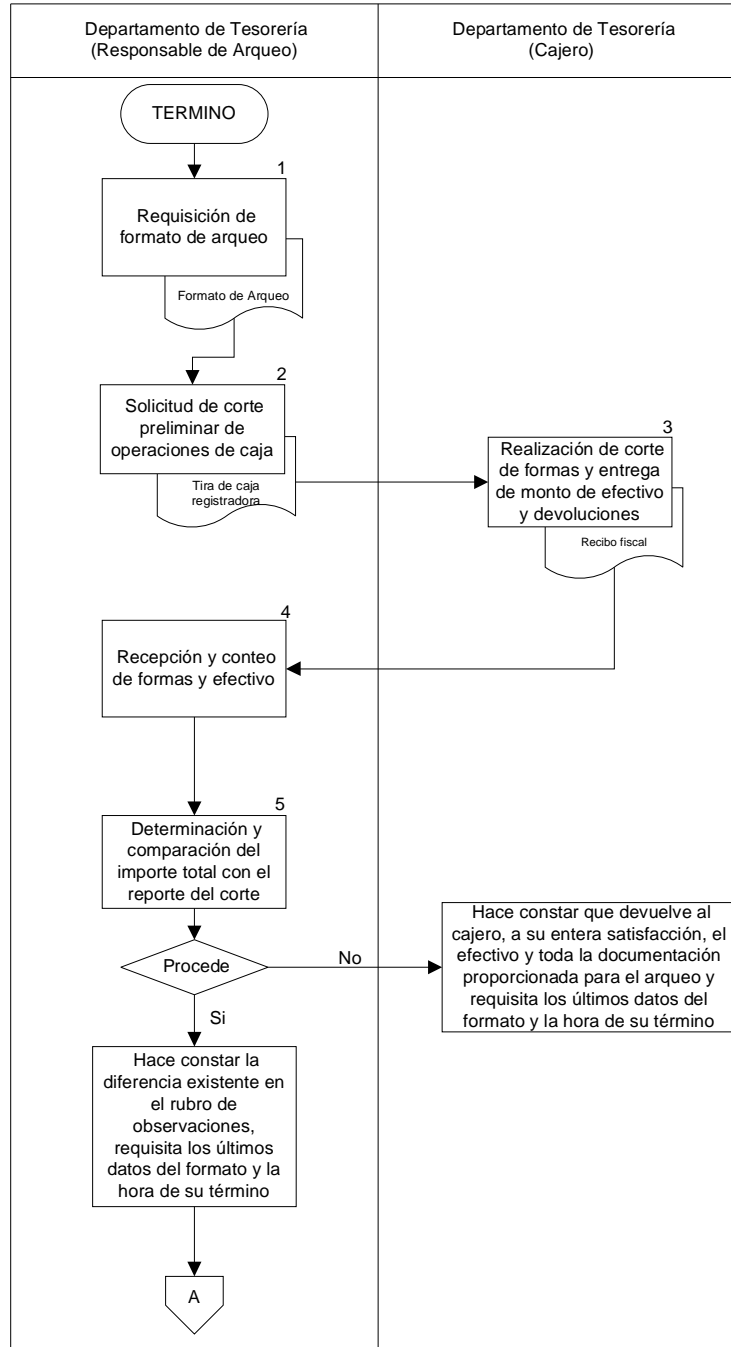 Departamento de Tesorería
(Responsable de Arqueo)
Departamento de Tesorería
(Cajero)
TERMINO
1
Requisición de
formato de arqueo
Formato de Arqueo
2
Solicitud de corte
preliminar de
operaciones de caja
Tira de caja
registradora
3
Realización de corte
de formas y entrega
de monto de efectivo
y devoluciones
Recibo fiscal
4
Recepción y conteo
de formas y efectivo
5
Determinación y
comparación del
importe total con el
reporte del corte
Procede
No
Hace constar que devuelve al
cajero, a su entera satisfacción, el
efectivo y toda la documentación
proporcionada para el arqueo y
requisita los últimos datos del
formato y la hora de su término
Si
Hace constar la
diferencia existente en
el rubro de
observaciones,
requisita los últimos
datos del formato y la
hora de su término
A